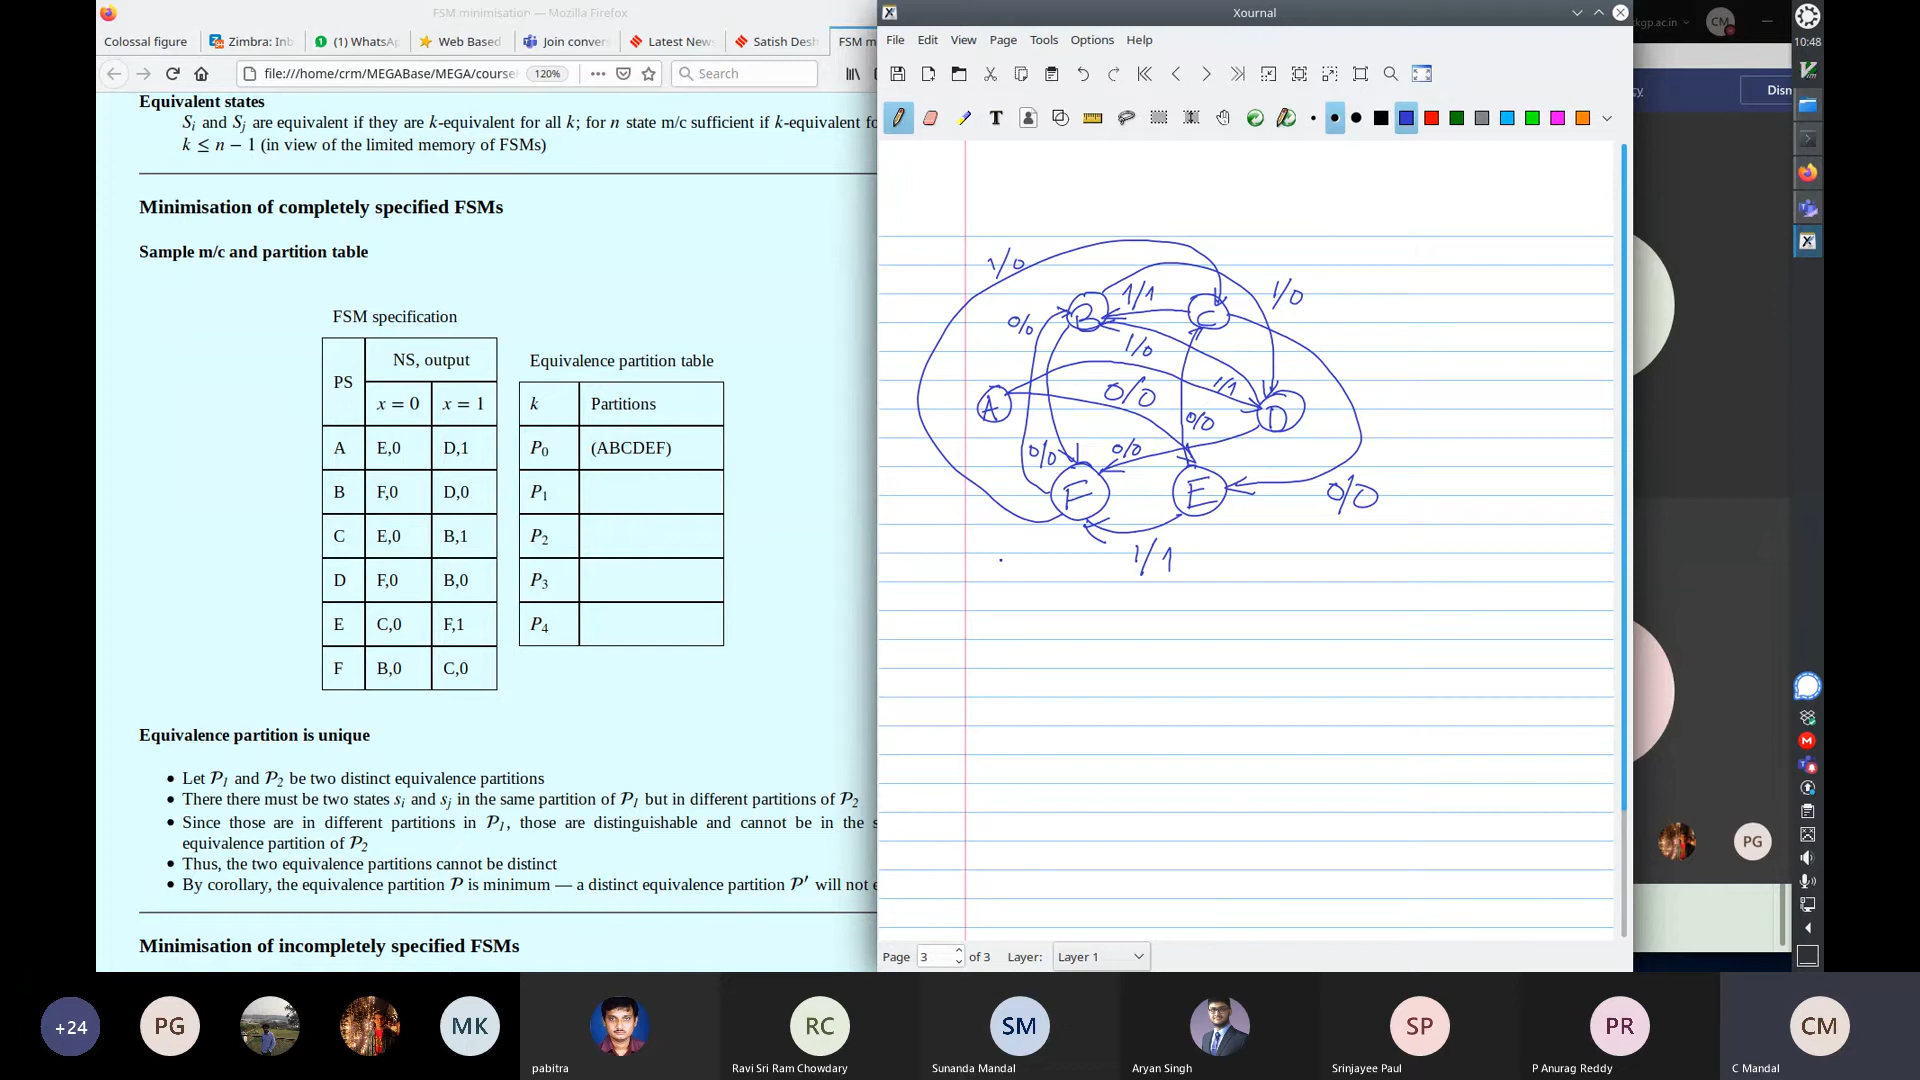 FSM minimisation — Mozilla Firefox
Colossal figure
Zimbra: Inb
(1) WhatsAp
Web Based
Join conver
Latest New
Satish Desh
FSM m
file:///home/crm/MEGABase/MEGA/course
120%
Search
Equivalent states
Si and Sj are equivalent if they are k-equivalent for all k; for n state m/c sufficient if k-equivalent fo
k ≤ n − 1 (in view of the limited memory of FSMs)
Minimisation of completely specified FSMs
Sample m/c and partition table
FSM specification
PS NS, output
x = 0 x = 1
A E,0 D,1
B F,0 D,0
C E,0 B,1
D F,0 B,0
E C,0 F,1
F B,0 C,0
Equivalence partition table
k Partitions
P0 (ABCDEF)
P1
P2
P3
P4
Equivalence partition is unique
• Let P1 and P2 be two distinct equivalence partitions
• There there must be two states si and sj in the same partition of P1 but in different partitions of P2
• Since those are in different partitions in P1, those are distinguishable and cannot be in the s
equivalence partition of P2
• Thus, the two equivalence partitions cannot be distinct
• By corollary, the equivalence partition P is minimum — a distinct equivalence partition P′ will not e
Minimisation of incompletely specified FSMs
Xournal
File Edit View Page Tools Options Help
T
1/0
B
1/1
C
1/0
0/0
1/0
A
0/0
1/1
D
0/0
0/0
0/0
F
E
0/0
1/1
Page 3 of 3 Layer: Layer 1
kgp.ac.in
CM
Dism
10:48
PG
+24
PG
MK
pabitra
RC
Ravi Sri Ram Chowdary
SM
Sunanda Mandal
Aryan Singh
SP
Srinjayee Paul
PR
P Anurag Reddy
CM
C Mandal